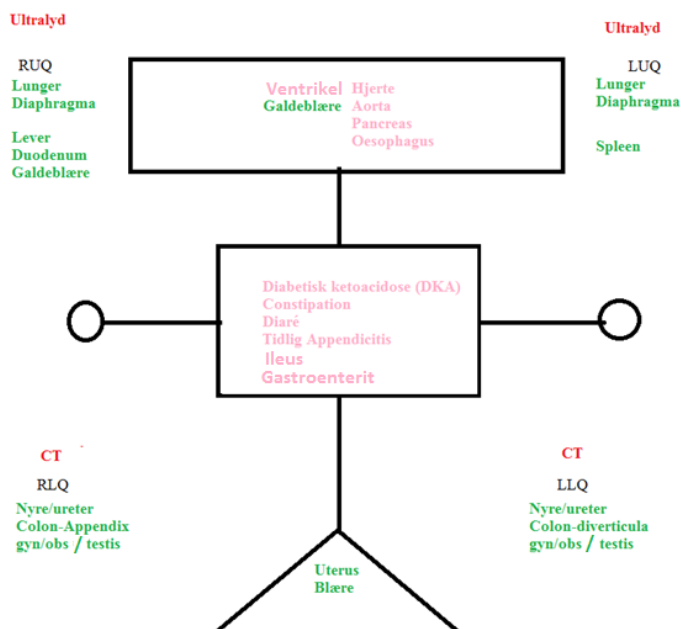 Ultralyd
RUQ
Lunger
Diaphragma
Lever
Duodenum
Galdeblære
Ventrikel
Galdeblære
Hjerte
Aorta
Pancreas
Oesophagus
Ultralyd
LUQ
Lunger
Diaphragma
Spleen
Diabetisk ketoacidose (DKA)
Constipation
Diaré
Tidlig Appendicitis
Ileus
Gastroenterit
CT
RLQ
Nyre/ureter
Colon-Appendix
gyn/obs / testis
CT
LLQ
Nyre/ureter
Colon-diverticula
gyn/obs / testis
Uterus
Blære